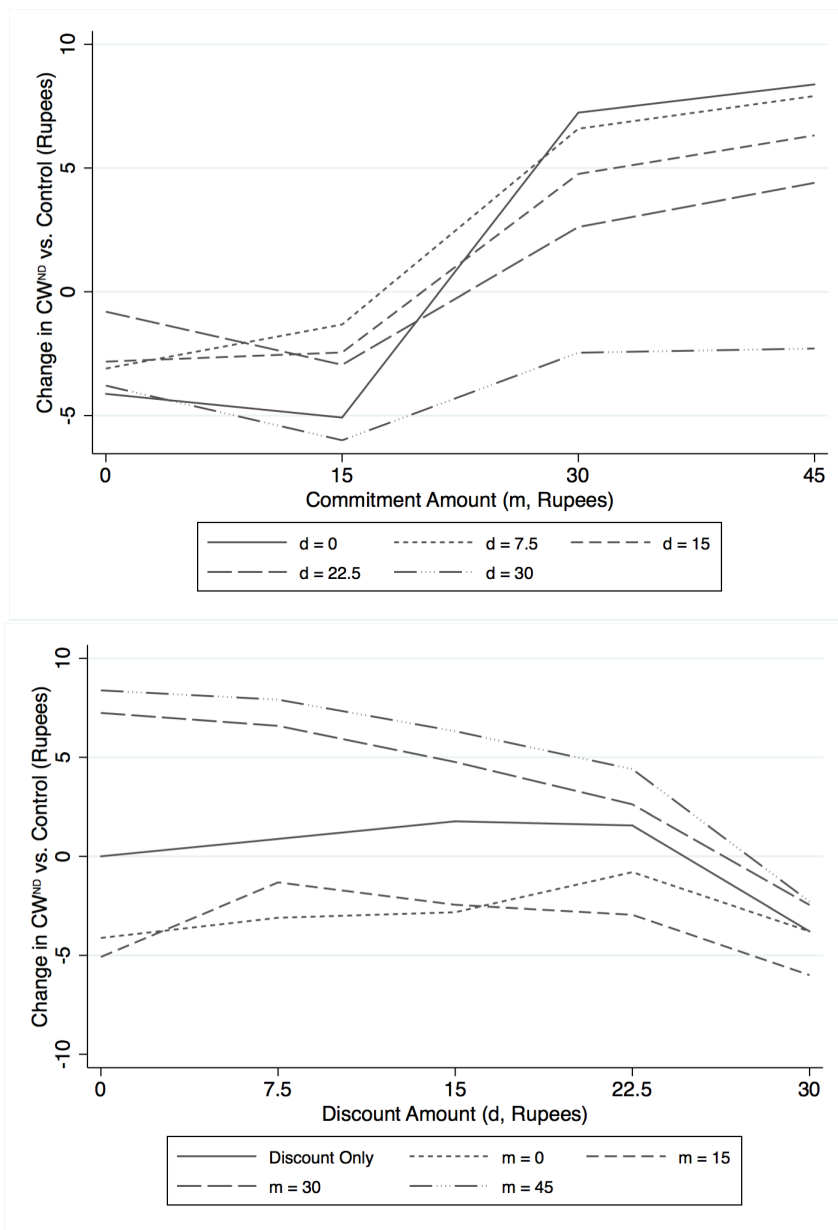 Change in CWᴺᴰ vs. Control (Rupees)
10
5
0
-5
0 15 30 45
Commitment Amount (m, Rupees)
d = 0 d = 7.5 d = 15
d = 22.5 d = 30
Change in CWᴺᴰ vs. Control (Rupees)
10
5
0
-5
-10
0 7.5 15 22.5 30
Discount Amount (d, Rupees)
Discount Only m = 0 m = 15
m = 30 m = 45